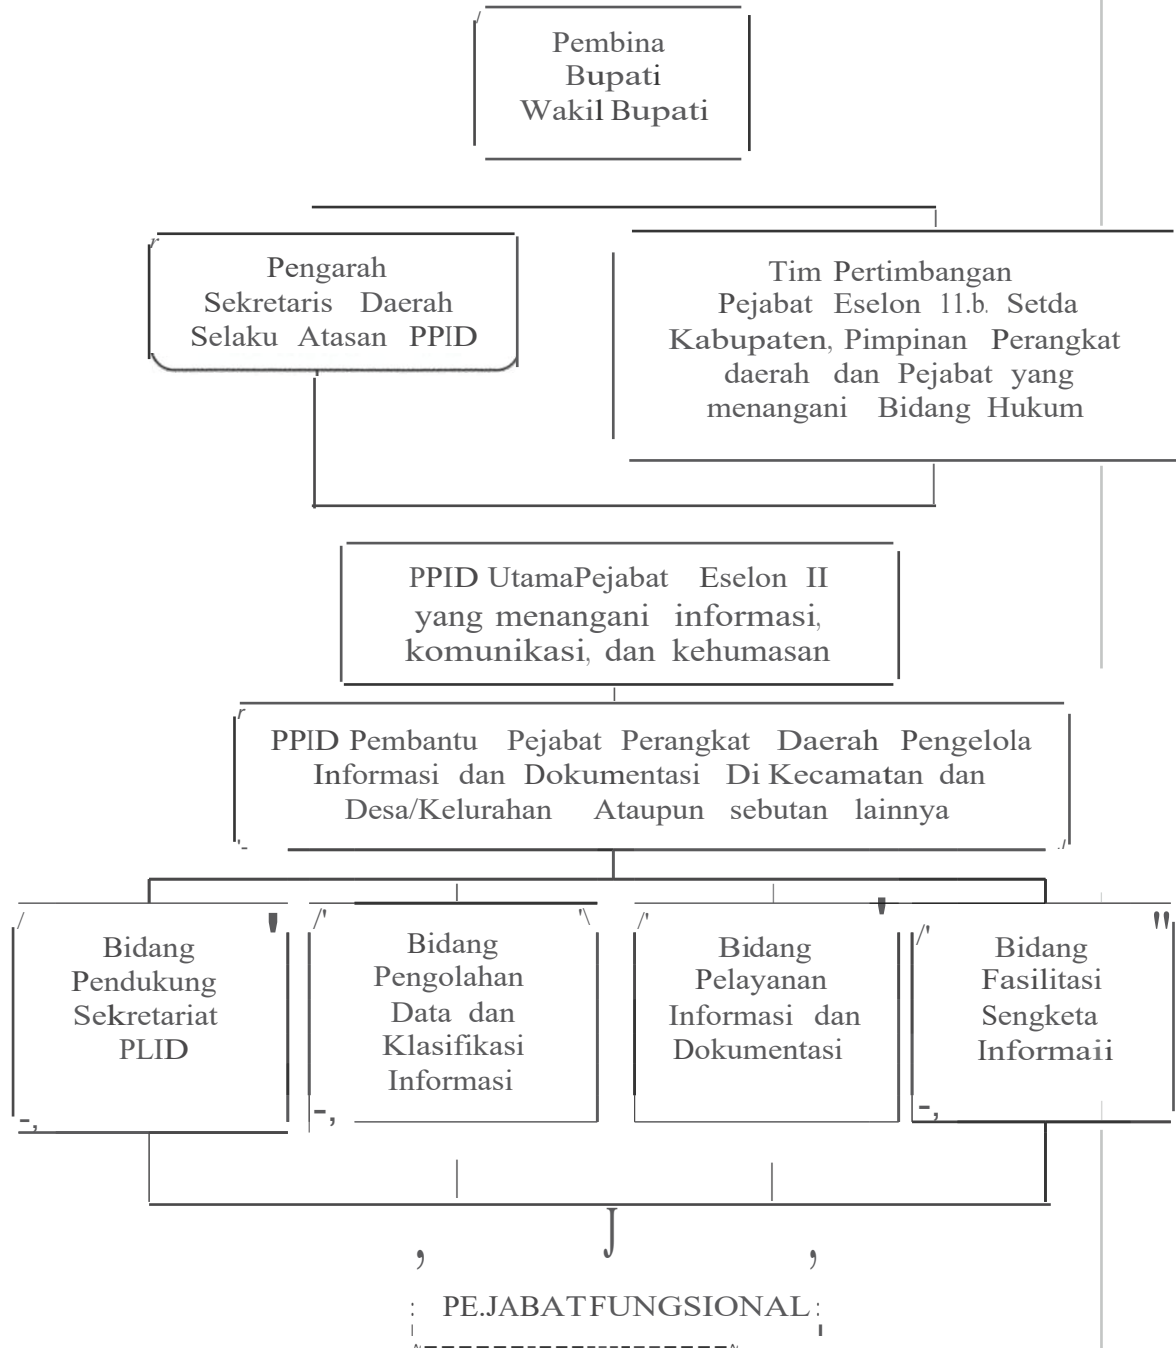 Pembina
Bupati
Wakil Bupati
Pengarah
Sekretaris Daerah
Selaku Atasan PPID
Tim Pertimbangan
Pejabat Eselon 11.b. Setda
Kabupaten, Pimpinan Perangkat
daerah dan Pejabat yang
menangani Bidang Hukum
PPID UtamaPejabat Eselon II
yang menangani informasi,
komunikasi, dan kehumasan
PPID Pembantu Pejabat Perangkat Daerah Pengelola
Informasi dan Dokumentasi Di Kecamatan dan
Desa/Kelurahan Ataupun sebutan lainnya
Bidang
Pendukung
Sekretariat
PLID
Bidang
Pengolahan
Data dan
Klasifikasi
Informasi
Bidang
Pelayanan
Informasi dan
Dokumentasi
Bidang
Fasilitasi
Sengketa
Informaii
PE.JABATFUNGSIONAL